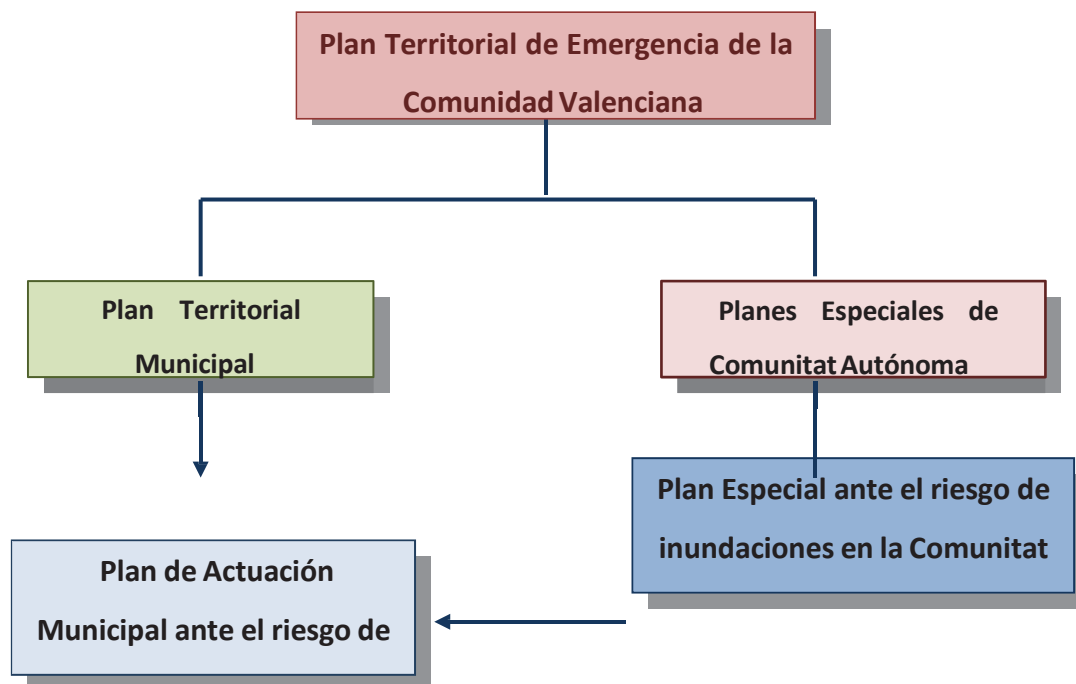 Plan Territorial de Emergencia de la
Comunidad Valenciana
Plan Territorial
Municipal
Planes Especiales de
Comunitat Autónoma
Plan Especial ante el riesgo de
inundaciones en la Comunitat
Plan de Actuación
Municipal ante el riesgo de